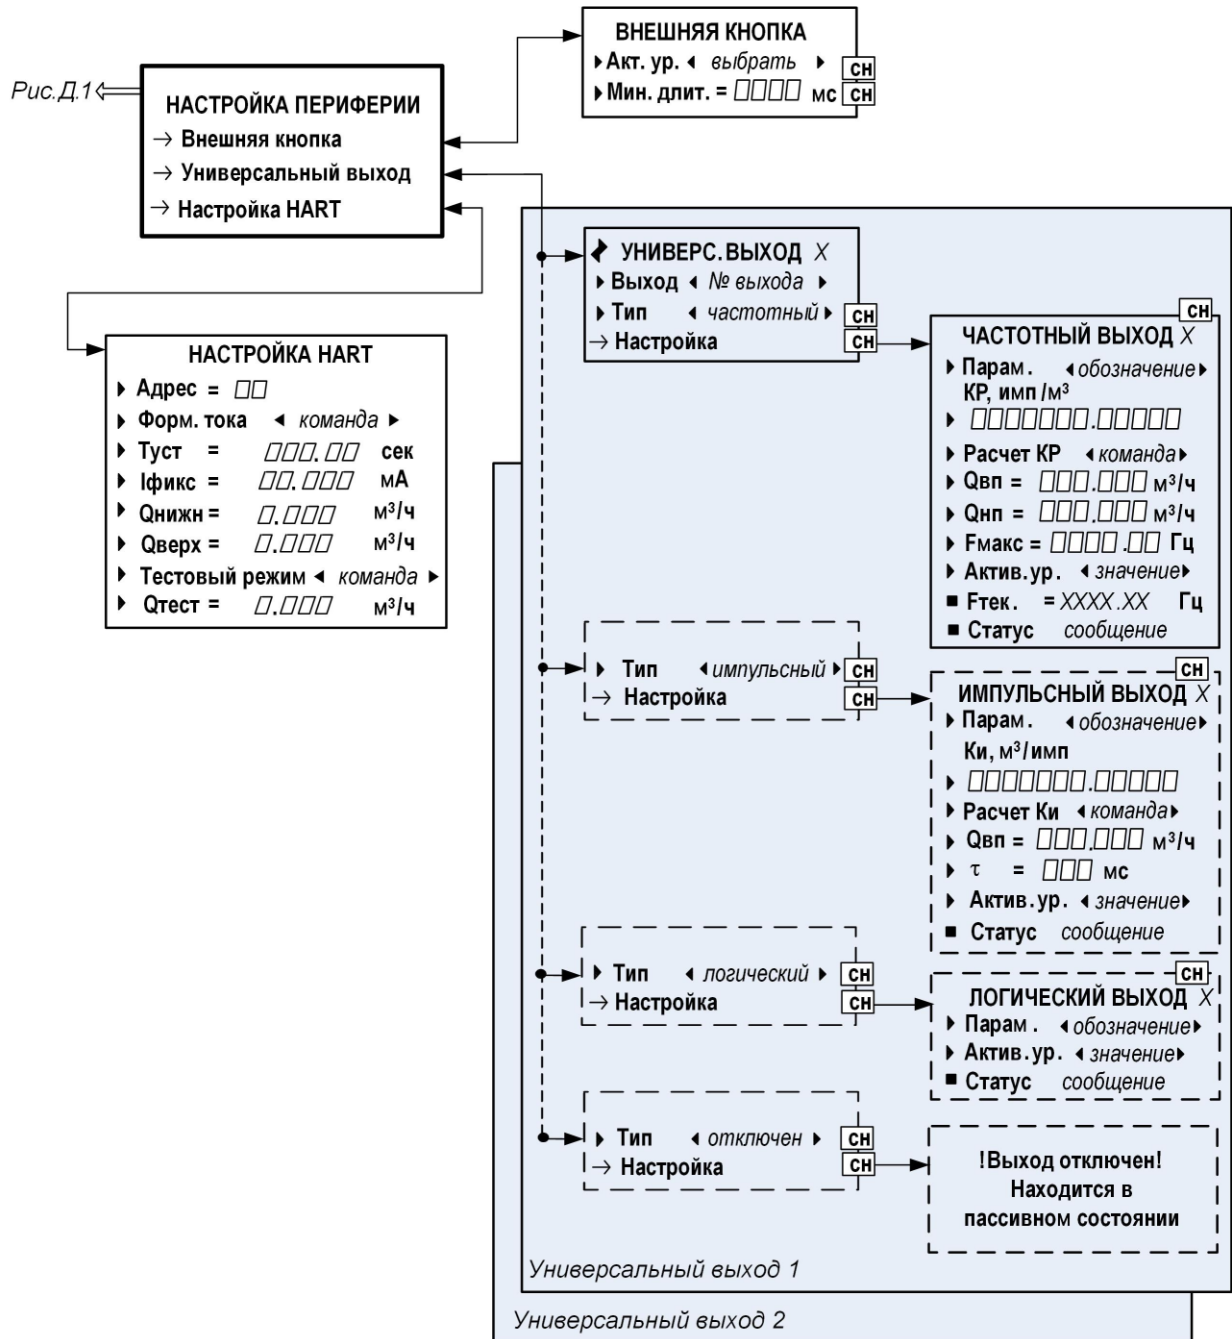 Рис.Д.1
НАСТРОЙКА ПЕРИФЕРИИ
→ Внешняя кнопка
→ Универсальный выход
→ Настройка HART
ВНЕШНЯЯ КНОПКА
Акт. ур. ◂ выбрать ▸ СН
Мин. длит. = □□□□ мс СН
НАСТРОЙКА HART
Адрес = □□
Форм. тока ◂ команда ▸
Tуст = □□□.□□ сек
Iфикс = □□.□□□ мА
Qнижн = □.□□□ м³/ч
Qверх = □.□□□ м³/ч
Тестовый режим ◂ команда ▸
Qтест = □.□□□ м³/ч
УНИВЕРС. ВЫХОД X
Выход ◂ № выхода ▸
Тип ◂ частотный ▸ СН
→ Настройка СН
СН
ЧАСТОТНЫЙ ВЫХОД X
Парам. ◂ обозначение ▸
КР, имп/м³
□□□□□□□.□□□□□
Расчет КР ◂ команда ▸
Qвп = □□□.□□□ м³/ч
Qнп = □□□.□□□ м³/ч
Fмакс = □□□□.□□ Гц
Актив.ур. ◂ значение ▸
■ Fтек. = XXXX.XX Гц
■ Статус сообщение
Тип ◂ импульсный ▸ СН
→ Настройка СН
СН
ИМПУЛЬСНЫЙ ВЫХОД X
Парам. ◂ обозначение ▸
Ки, м³/имп
□□□□□□□.□□□□□
Расчет Ки ◂ команда ▸
Qвп = □□□.□□□ м³/ч
τ = □□□ мс
Актив.ур. ◂ значение ▸
■ Статус сообщение
Тип ◂ логический ▸ СН
→ Настройка СН
СН
ЛОГИЧЕСКИЙ ВЫХОД X
Парам. ◂ обозначение ▸
Актив.ур. ◂ значение ▸
■ Статус сообщение
Тип ◂ отключен ▸ СН
→ Настройка СН
!Выход отключен!
Находится в
пассивном состоянии
Универсальный выход 1
Универсальный выход 2